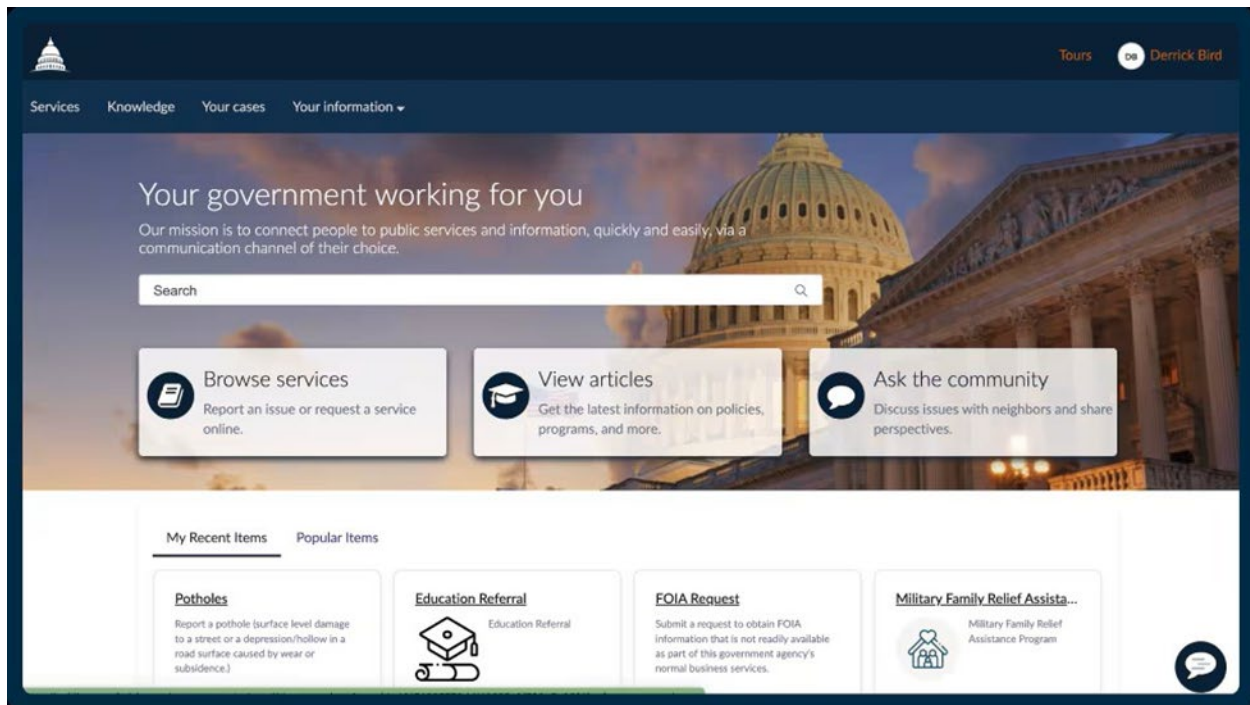 Tours DB Derrick Bird
Services Knowledge Your cases Your information
Your government working for you
Our mission is to connect people to public services and information, quickly and easily, via a
communication channel of their choice.
Search
Browse services
Report an issue or request a service
online.
View articles
Get the latest information on policies,
programs, and more.
Ask the community
Discuss issues with neighbors and share
perspectives.
My Recent Items Popular Items
Potholes
Report a pothole (surface level damage
to a street or a depression/hollow in a
road surface caused by wear or
subsidence.)
Education Referral
Education Referral
FOIA Request
Submit a request to obtain FOIA
information that is not readily available
as part of this government agency's
normal business services.
Military Family Relief Assista...
Military Family Relief
Assistance Program